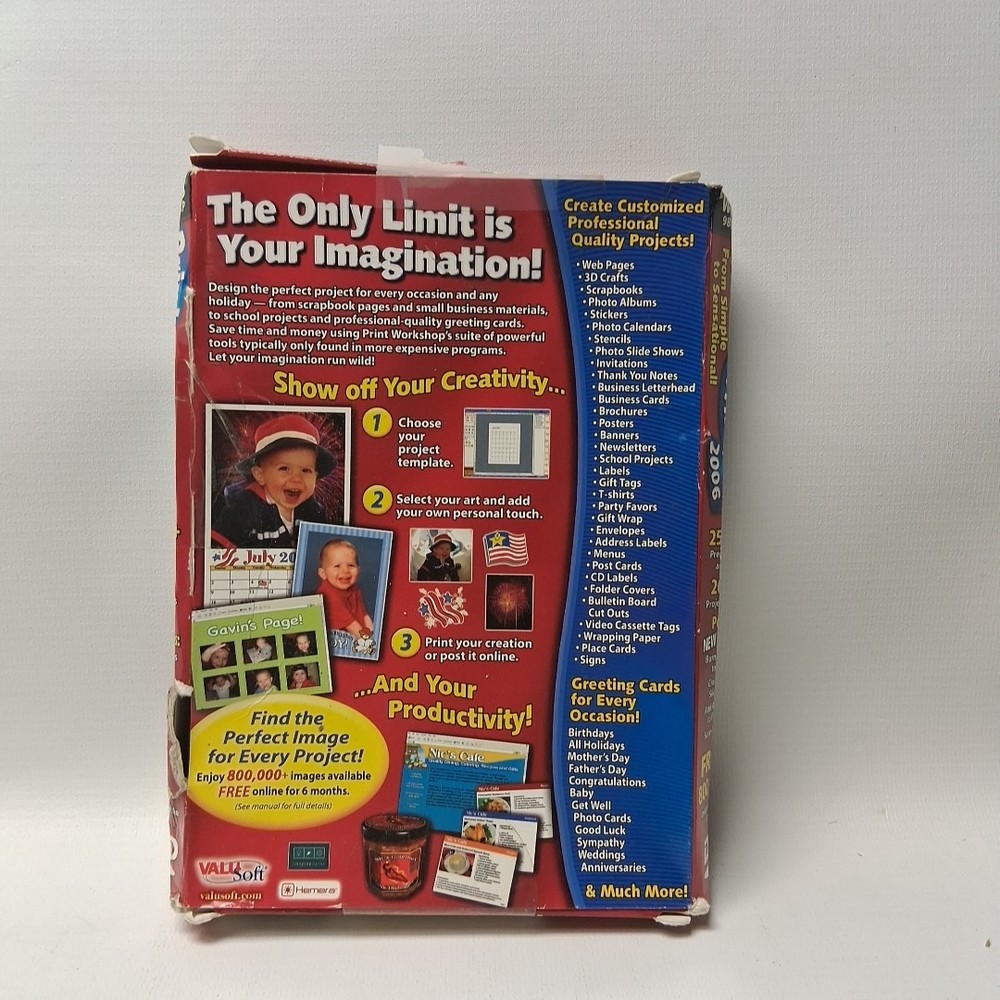 The Only Limit is
Your Imagination!
Design the perfect project for every occasion and any
holiday — from scrapbook pages and small business materials,
to school projects and professional-quality greeting cards.
Save time and money using Print Workshop's suite of powerful
tools typically only found in more expensive programs.
Let your imagination run wild!
Show off Your Creativity...
1 Choose
your
project
template.
2 Select your art and add
your own personal touch.
July 20
Gavin's Page!
3 Print your creation
or post it online.
...And Your
Productivity!
Find the
Perfect Image
for Every Project!
Enjoy 800,000+ images available
FREE online for 6 months.
(See manual for full details)
Nic's Cafe
Nic's Cafe
Nic's Cafe
VALUSoft
valusoft.com
Hemera
Create Customized
Professional
Quality Projects!
• Web Pages
• 3D Crafts
• Scrapbooks
• Photo Albums
• Stickers
• Photo Calendars
• Stencils
• Photo Slide Shows
• Invitations
• Thank You Notes
• Business Letterhead
• Business Cards
• Brochures
• Posters
• Banners
• Newsletters
• School Projects
• Labels
• Gift Tags
• T-shirts
• Party Favors
• Gift Wrap
• Envelopes
• Address Labels
• Menus
• Post Cards
• CD Labels
• Folder Covers
• Bulletin Board
Cut Outs
• Video Cassette Tags
• Wrapping Paper
• Place Cards
• Signs
Greeting Cards
for Every
Occasion!
Birthdays
All Holidays
Mother's Day
Father's Day
Congratulations
Baby
Get Well
Photo Cards
Good Luck
Sympathy
Weddings
Anniversaries
& Much More!
From Simple
to Sensational!
2006